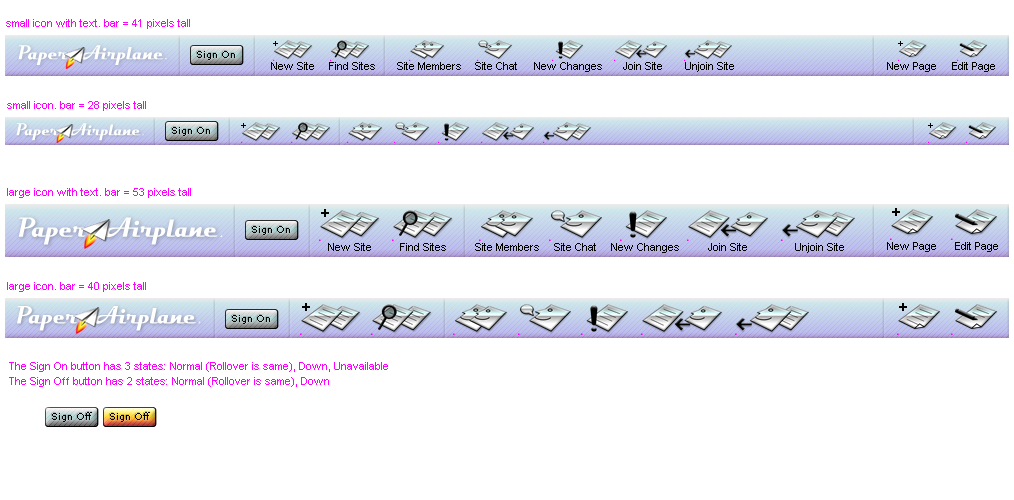 small icon with text. bar = 41 pixels tall
Paper Airplane Sign On New Site Find Sites Site Members Site Chat New Changes Join Site Unjoin Site New Page Edit Page
small icon. bar = 28 pixels tall
Paper Airplane Sign On
large icon with text. bar = 53 pixels tall
Paper Airplane Sign On New Site Find Sites Site Members Site Chat New Changes Join Site Unjoin Site New Page Edit Page
large icon. bar = 40 pixels tall
Paper Airplane Sign On
The Sign On button has 3 states: Normal (Rollover is same), Down, Unavailable
The Sign Off button has 2 states: Normal (Rollover is same), Down
Sign Off Sign Off